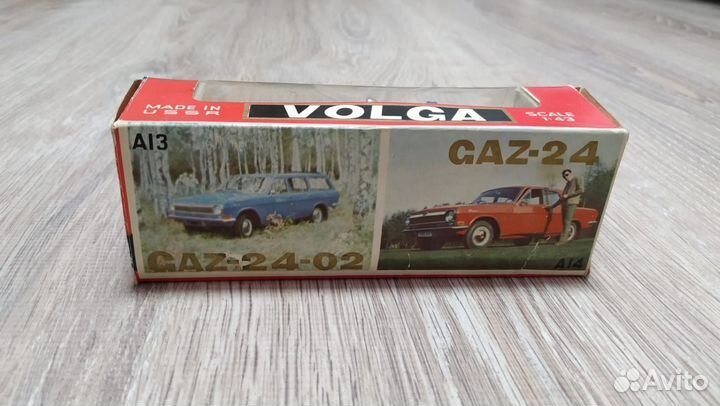 MADE IN
USSR
VOLGA
SCALE
1:43
A13
GAZ-24-02
GAZ-24
A14
Avito